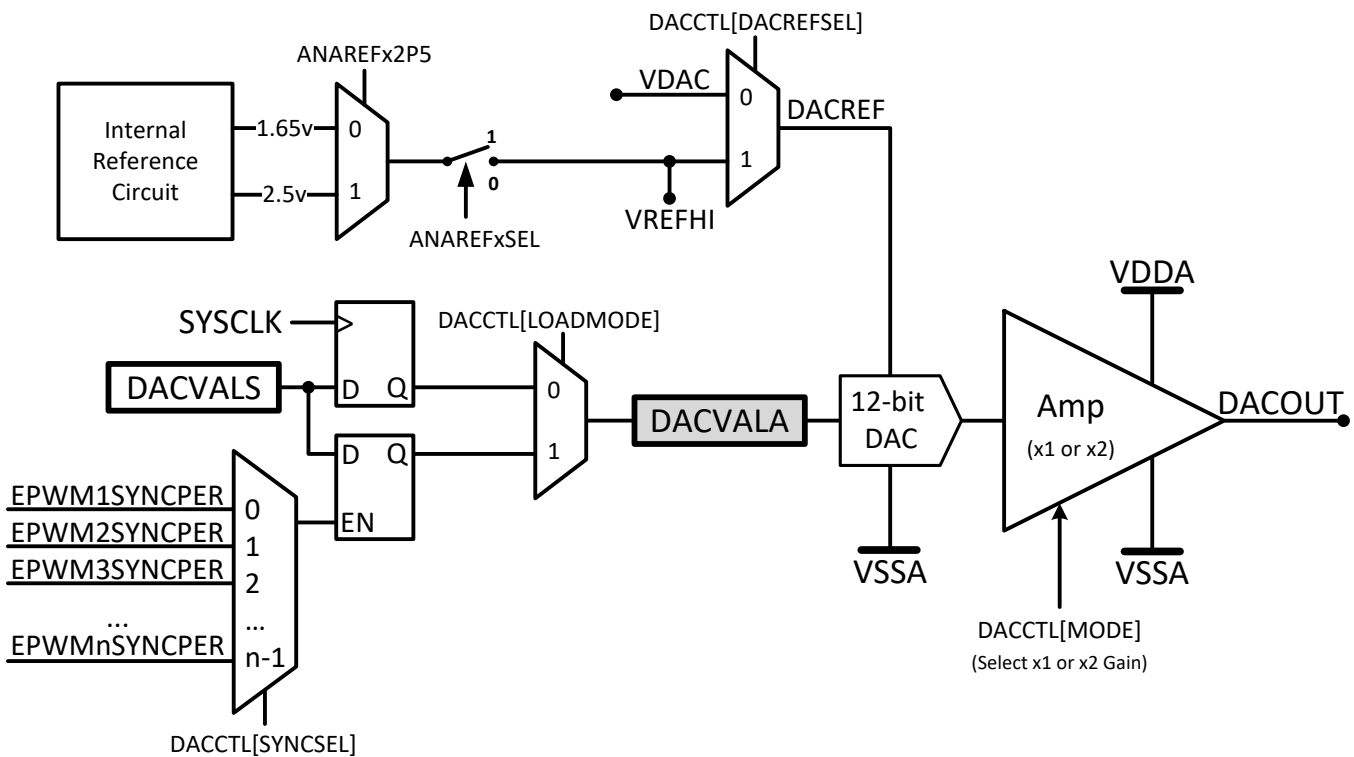 DACCTL[DACREFSEL]
ANAREFx2P5
VDAC
0
DACREF
Internal
Reference
Circuit
1.65v
0
2.5v
1
1
0
1
ANAREFxSEL
VREFHI
VDDA
SYSCLK
DACCTL[LOADMODE]
DACVALS
D
Q
0
DACVALA
12-bit
DAC
Amp
(x1 or x2)
DACOUT
D
Q
1
EN
EPWM1SYNCPER
0
EPWM2SYNCPER
1
EPWM3SYNCPER
2
...
...
EPWMnSYNCPER
n-1
VSSA
VSSA
DACCTL[MODE]
(Select x1 or x2 Gain)
DACCTL[SYNCSEL]